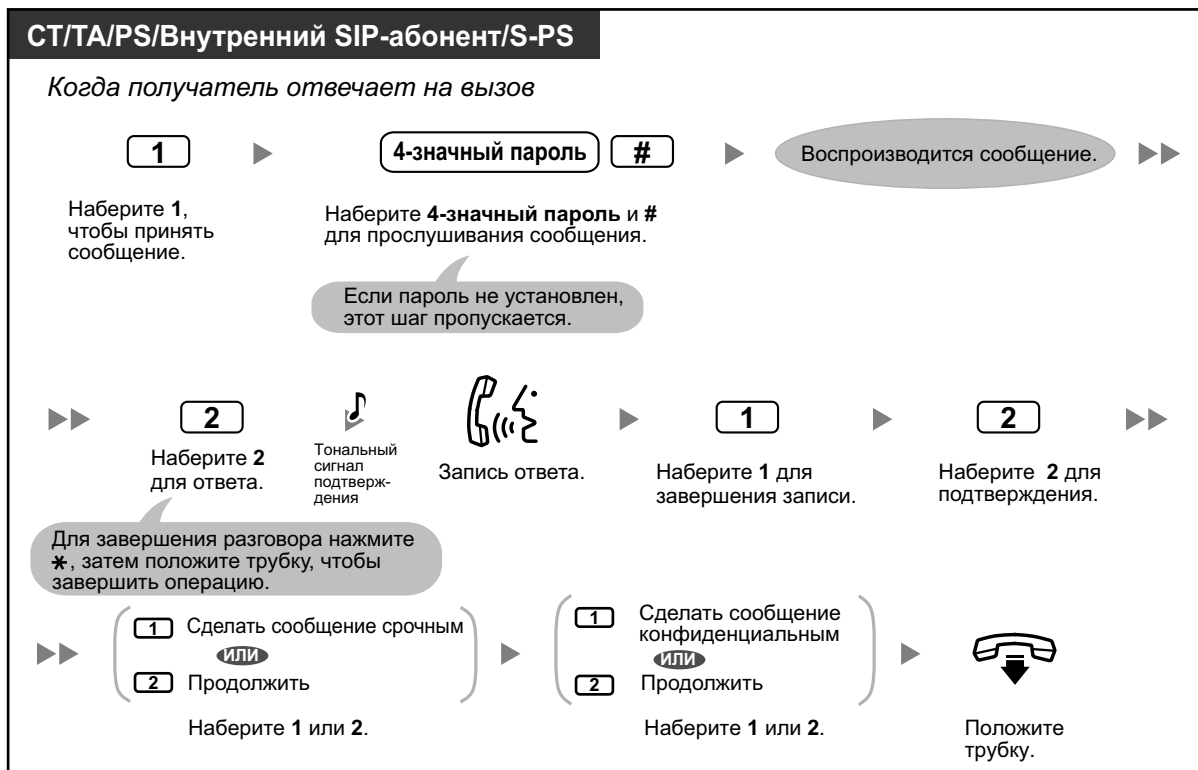 СТ/TA/PS/Внутренний SIP-абонент/S-PS
Когда получатель отвечает на вызов
1
4-значный пароль #
Воспроизводится сообщение.
Наберите 1,
чтобы принять
сообщение.
Наберите 4-значный пароль и #
для прослушивания сообщения.
Если пароль не установлен,
этот шаг пропускается.
2
1
2
Наберите 2
для ответа.
Тональный
сигнал
подтверж-
дения
Запись ответа.
Наберите 1 для
завершения записи.
Наберите 2 для
подтверждения.
Для завершения разговора нажмите
*, затем положите трубку, чтобы
завершить операцию.
1 Сделать сообщение срочным
ИЛИ
2 Продолжить
Наберите 1 или 2.
1 Сделать сообщение
конфиденциальным
ИЛИ
2 Продолжить
Наберите 1 или 2.
Положите
трубку.